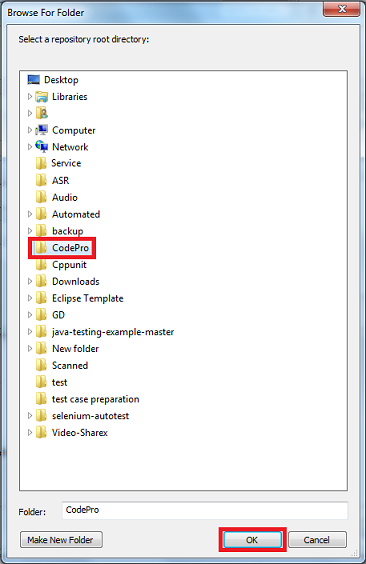 Browse For Folder
Select a repository root directory:
Desktop
Libraries
Computer
Network
Service
ASR
Audio
Automated
backup
CodePro
Cppunit
Downloads
Eclipse Template
GD
java-testing-example-master
New folder
Scanned
test
test case preparation
selenium-autotest
Video-Sharex
Folder: CodePro
Make New Folder OK Cancel